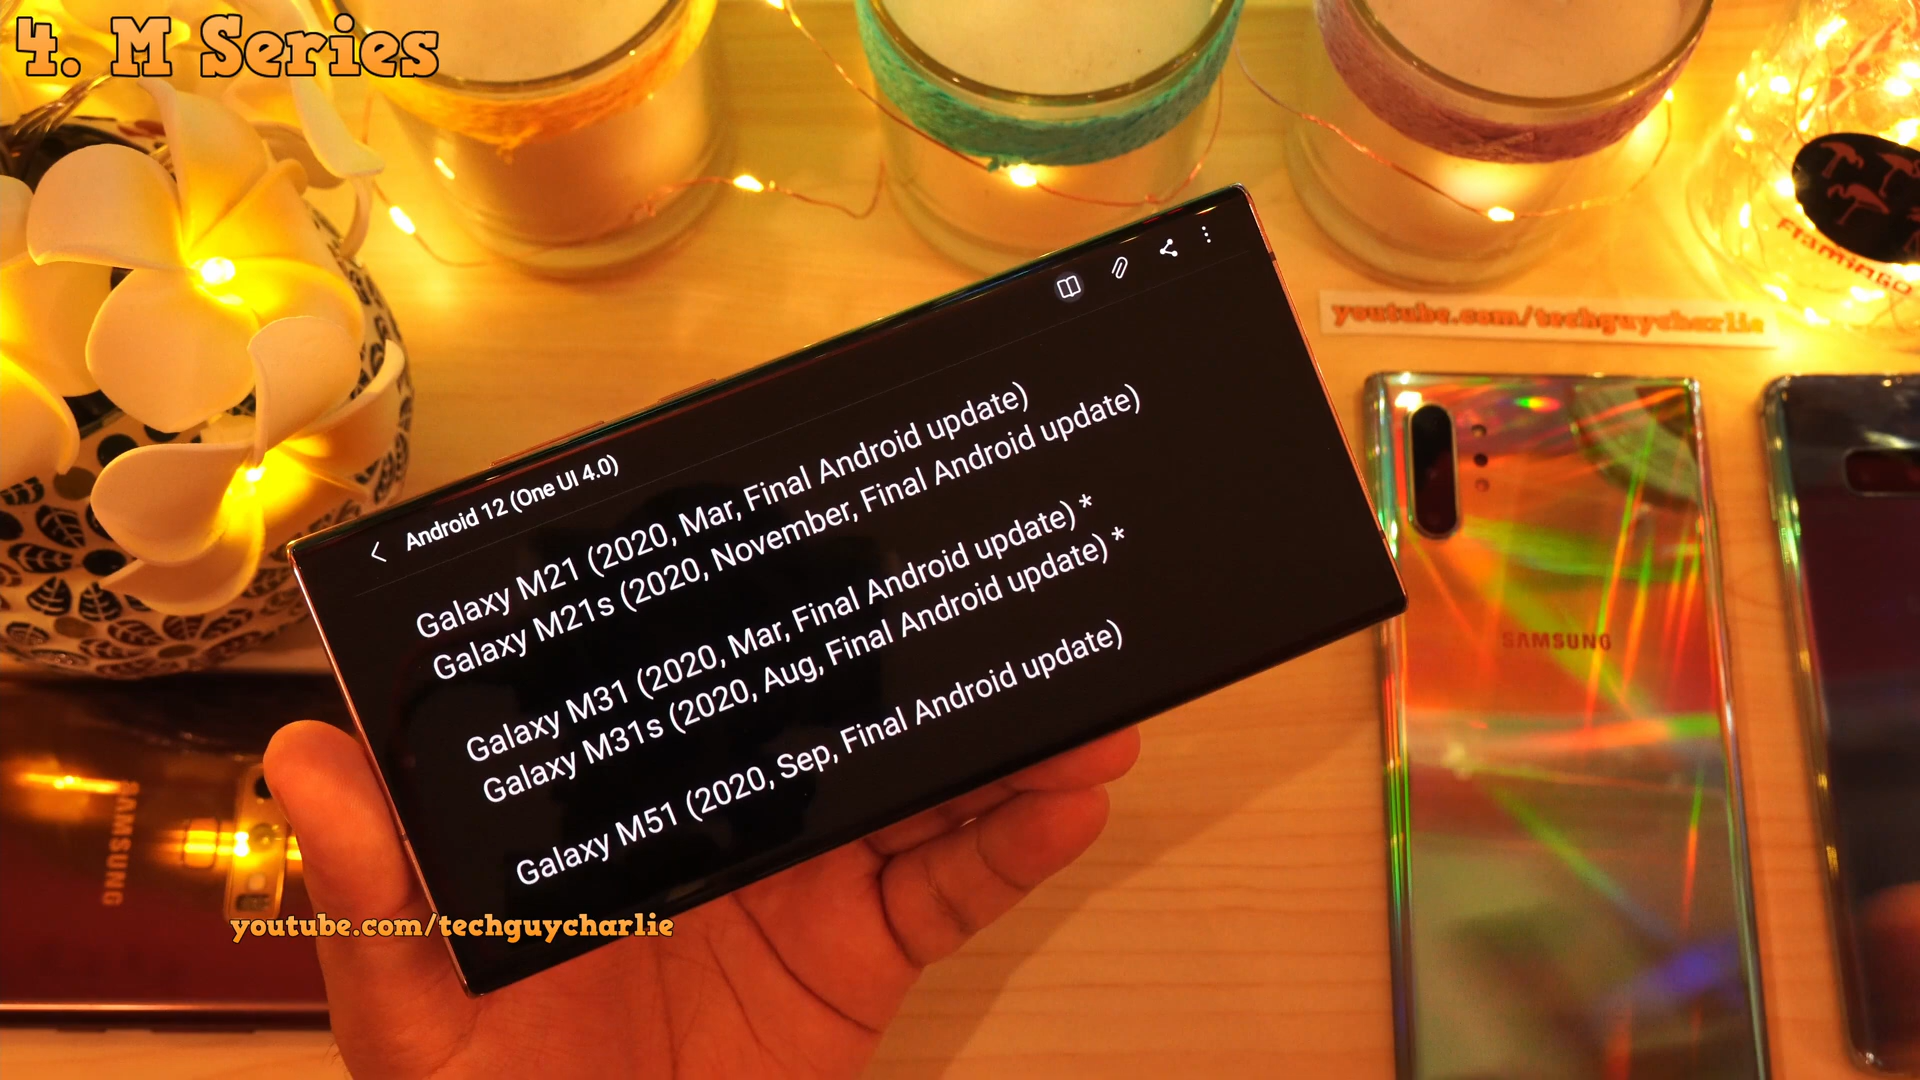 4. M Series
FLAMINGO
youtube.com/techguycharlie
Android 12 (One UI 4.0)
Galaxy M21 (2020, Mar, Final Android update)
Galaxy M21s (2020, November, Final Android update)
Galaxy M31 (2020, Mar, Final Android update) *
Galaxy M31s (2020, Aug, Final Android update) *
Galaxy M51 (2020, Sep, Final Android update)
SAMSUNG
SAMSUNG
youtube.com/techguycharlie